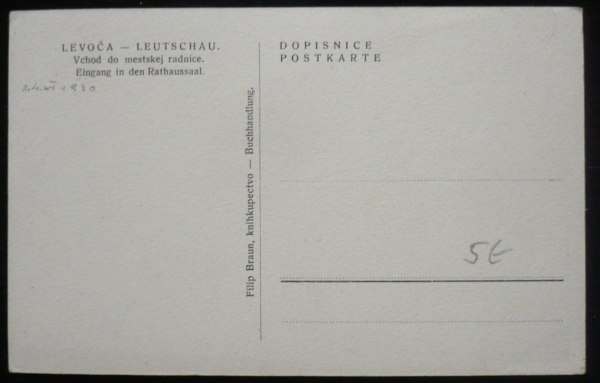 LEVOČA — LEUTSCHAU.
Vchod do mestskej radnice.
Eingang in den Rathaussaal.
Filip Braun, knihkupectvo — Buchhandlung.
DOPISNICE
POSTKARTE
5€